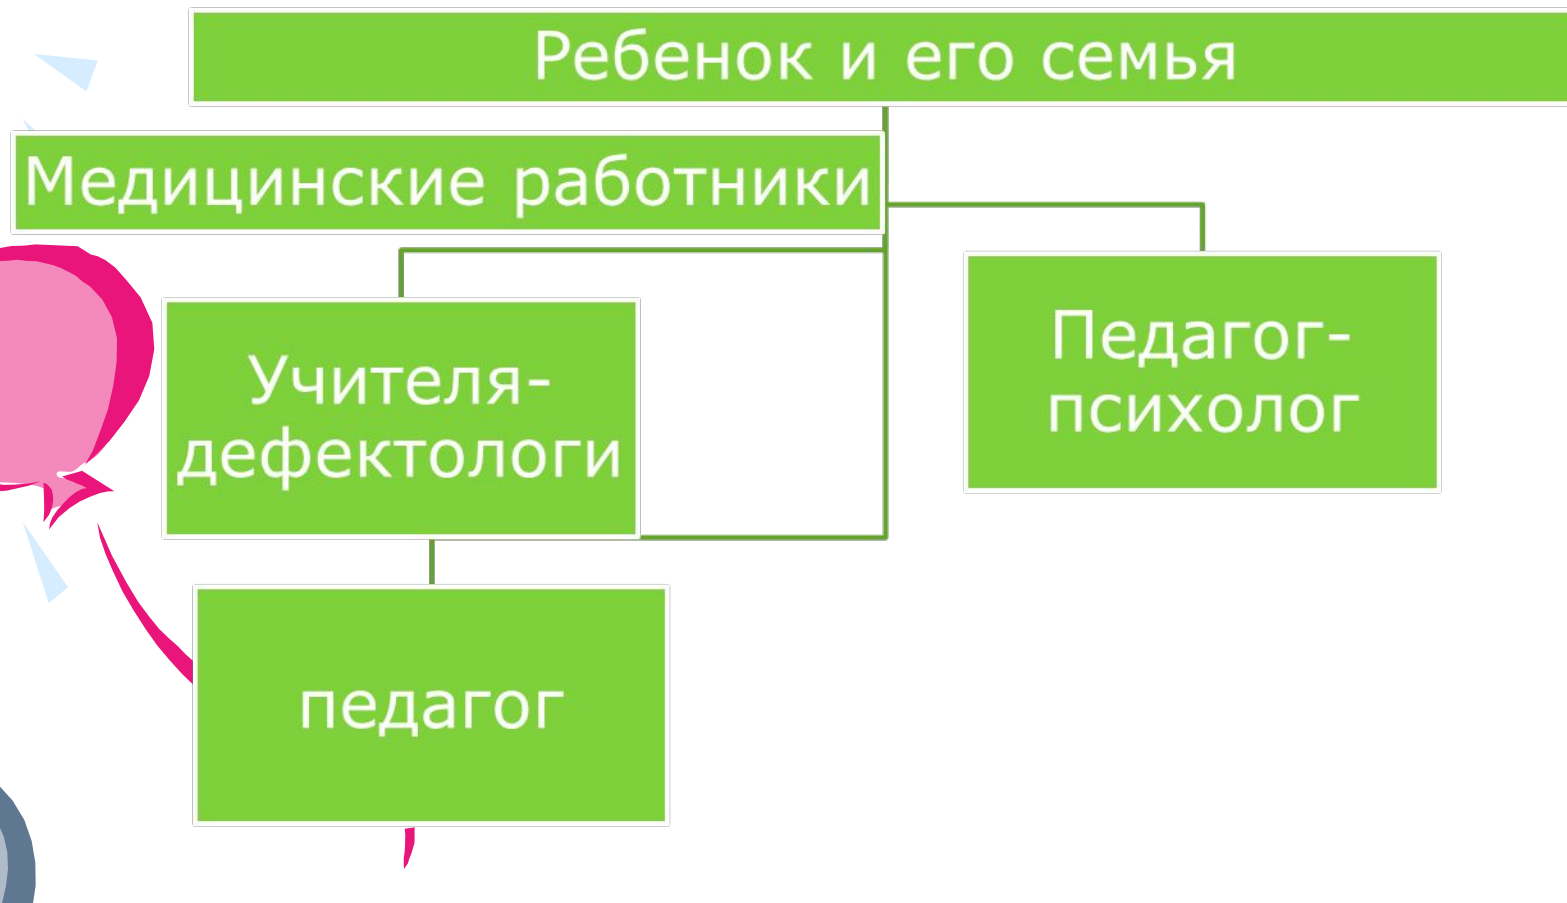 Ребенок и его семья
Медицинские работники
Учителя-
дефектологи
Педагог-
психолог
педагог